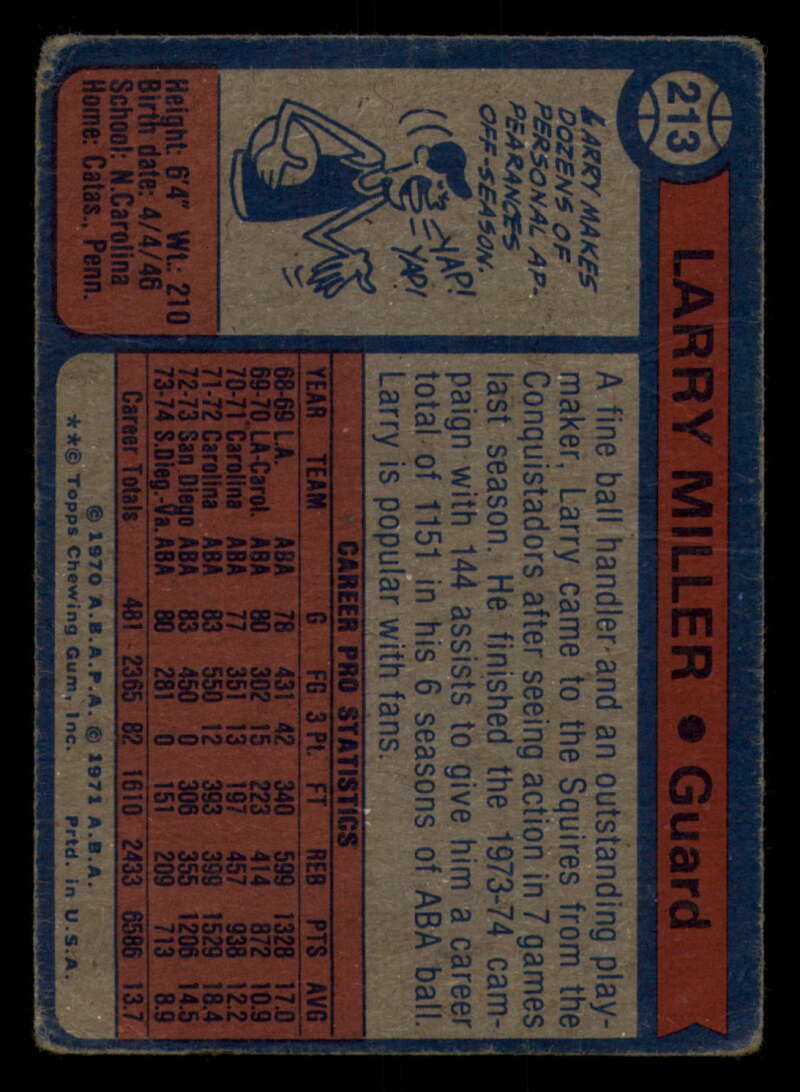 213
LARRY MILLER • Guard
LARRY MAKES
DOZENS OF
PERSONAL AP-
PEARANCES
OFF-SEASON.
YAP!
YAP!
Height: 6'4" Wt.: 210
Birth date: 4/4/46
School: N.Carolina
Home: Catas., Penn.
A fine ball handler and an outstanding play-
maker, Larry came to the Squires from the
Conquistadors after seeing action in 7 games
last season. He finished the 1973-74 cam-
paign with 144 assists to give him a career
total of 1151 in his 6 seasons of ABA ball.
Larry is popular with fans.
CAREER PRO STATISTICS
YEAR TEAM G FG 3 Pt. FT REB PTS AVG
68-69 L.A. ABA 78 431 42 340 599 1328 17.0
69-70 LA-Carol. ABA 80 302 15 223 414 872 10.9
70-71 Carolina ABA 77 351 13 197 457 938 12.2
71-72 Carolina ABA 83 550 12 393 399 1529 18.4
72-73 San Diego ABA 83 450 0 306 355 1206 14.5
73-74 S.Dieg.-Va. ABA 80 281 0 151 209 713 8.9
Career Totals 481 2365 82 1610 2433 6586 13.7
© 1970 A.B.A.P.A. © 1971 A.B.A.
**© Topps Chewing Gum, Inc. Prtd. in U.S.A.